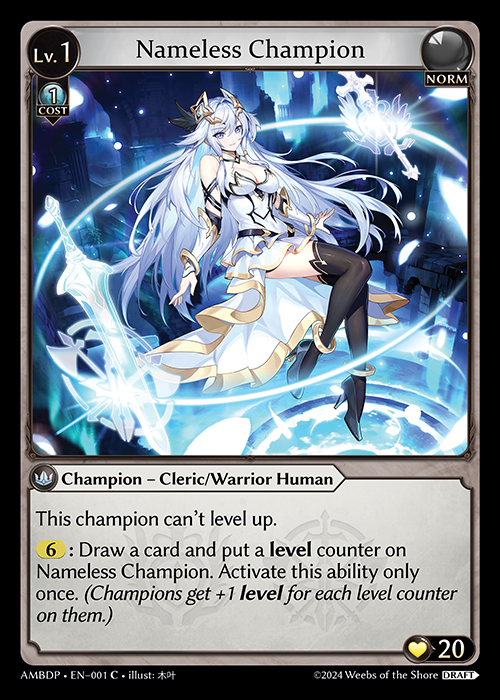 Lv. 1
Nameless Champion
NORM
1
COST
Champion – Cleric/Warrior Human
This champion can't level up.
6 : Draw a card and put a level counter on
Nameless Champion. Activate this ability only
once. (Champions get +1 level for each level counter
on them.)
20
AMBDP • EN–001 C • illust: 木叶
©2024 Weebs of the Shore DRAFT